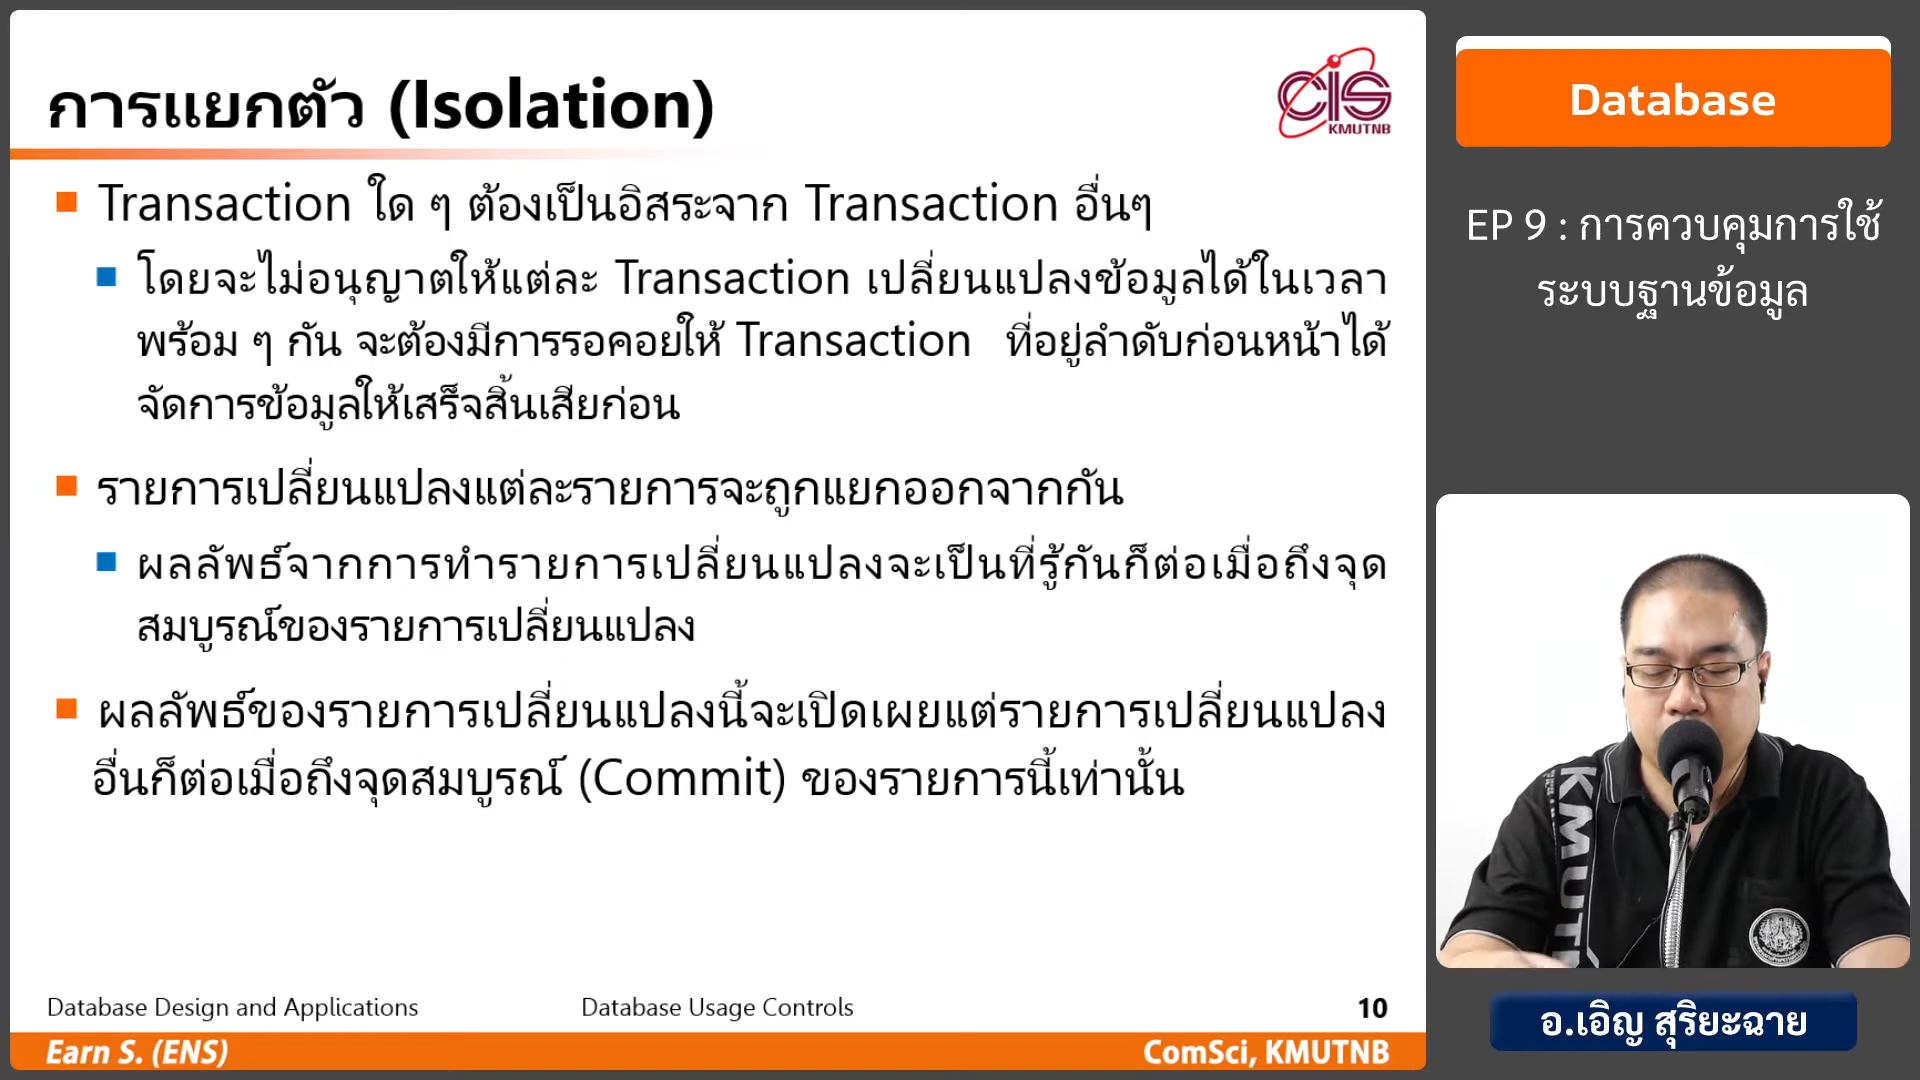 การแยกตัว (Isolation)
CIS
KMUTNB
Transaction ใด ๆ ต้องเป็นอิสระจาก Transaction อื่นๆ
โดยจะไม่อนุญาตให้แต่ละ Transaction เปลี่ยนแปลงข้อมูลได้ในเวลา
พร้อม ๆ กัน จะต้องมีการรอคอยให้ Transaction ที่อยู่ลำดับก่อนหน้าได้
จัดการข้อมูลให้เสร็จสิ้นเสียก่อน
รายการเปลี่ยนแปลงแต่ละรายการจะถูกแยกออกจากกัน
ผลลัพธ์จากการทำรายการเปลี่ยนแปลงจะเป็นที่รู้กันก็ต่อเมื่อถึงจุด
สมบูรณ์ของรายการเปลี่ยนแปลง
ผลลัพธ์ของรายการเปลี่ยนแปลงนี้จะเปิดเผยแต่รายการเปลี่ยนแปลง
อื่นก็ต่อเมื่อถึงจุดสมบูรณ์ (Commit) ของรายการนี้เท่านั้น
Database Design and Applications
Database Usage Controls
10
Earn S. (ENS)
ComSci, KMUTNB
Database
EP 9 : การควบคุมการใช้
ระบบฐานข้อมูล
อ.เอิญ สุริยะฉาย